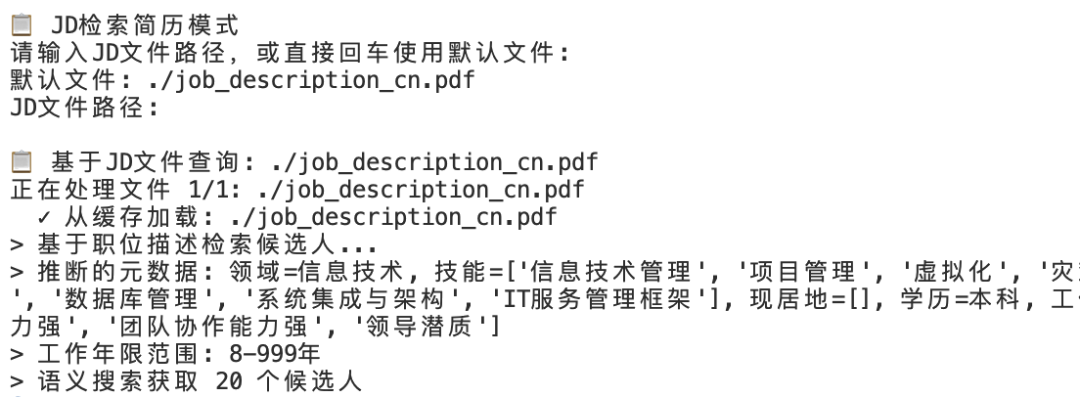 📋 JD检索简历模式
请输入JD文件路径，或直接回车使用默认文件:
默认文件: ./job_description_cn.pdf
JD文件路径:
📋 基于JD文件查询: ./job_description_cn.pdf
正在处理文件 1/1: ./job_description_cn.pdf
✓ 从缓存加载: ./job_description_cn.pdf
> 基于职位描述检索候选人...
> 推断的元数据: 领域=信息技术, 技能=['信息技术管理', '项目管理', '虚拟化', '灾
', '数据库管理', '系统集成与架构', 'IT服务管理框架'], 现居地=[], 学历=本科, 工
力强', '团队协作能力强', '领导潜质']
> 工作年限范围: 8-999年
> 语义搜索获取 20 个候选人